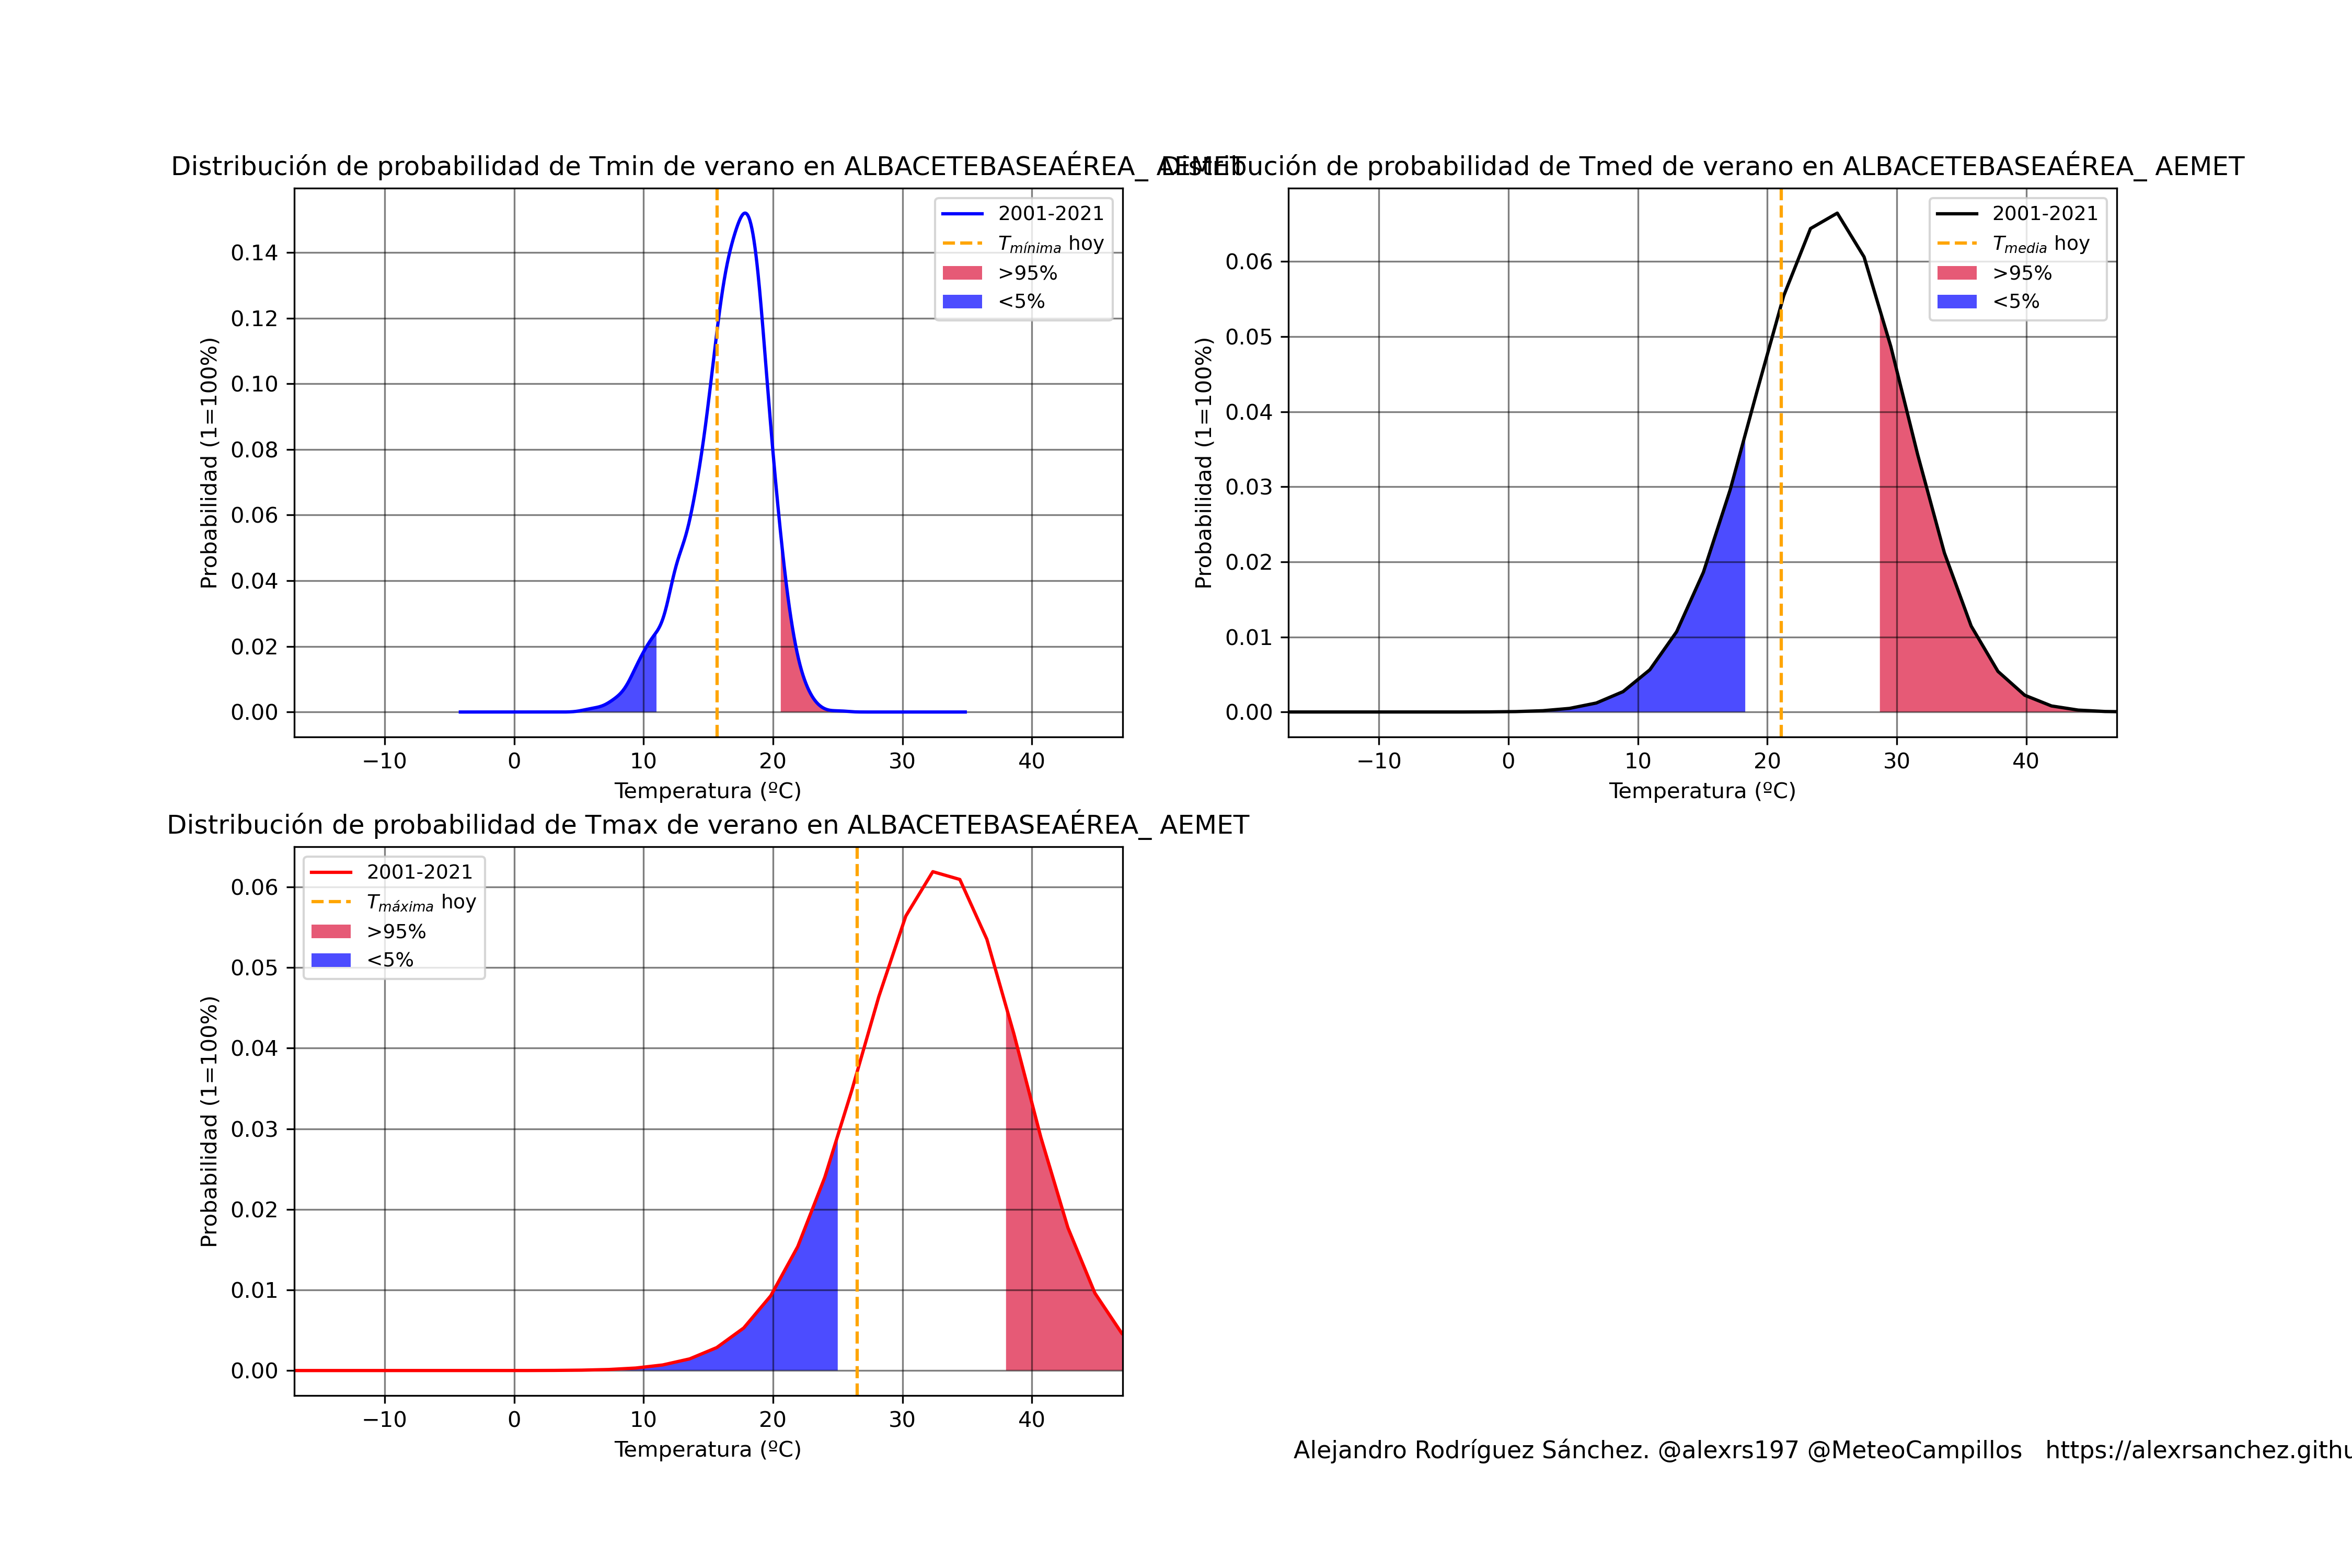 Distribución de probabilidad de Tmin de verano en ALBACETEBASEAÉREA_ AEMET
2001-2021
Tmínima hoy
>95%
<5%
Probabilidad (1=100%)
0.14
0.12
0.10
0.08
0.06
0.04
0.02
0.00
−10 0 10 20 30 40
Temperatura (ºC)
Distribución de probabilidad de Tmed de verano en ALBACETEBASEAÉREA_ AEMET
2001-2021
Tmedia hoy
>95%
<5%
Probabilidad (1=100%)
0.06
0.05
0.04
0.03
0.02
0.01
0.00
−10 0 10 20 30 40
Temperatura (ºC)
Distribución de probabilidad de Tmax de verano en ALBACETEBASEAÉREA_ AEMET
2001-2021
Tmáxima hoy
>95%
<5%
Probabilidad (1=100%)
0.06
0.05
0.04
0.03
0.02
0.01
0.00
−10 0 10 20 30 40
Temperatura (ºC)
Alejandro Rodríguez Sánchez. @alexrs197 @MeteoCampillos https://alexrsanchez.githu